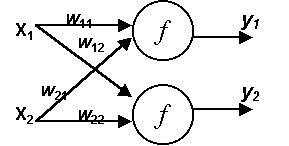 w₁₁ f y₁
X₁
w₁₂
w₂₁ f y₂
X₂ w₂₂